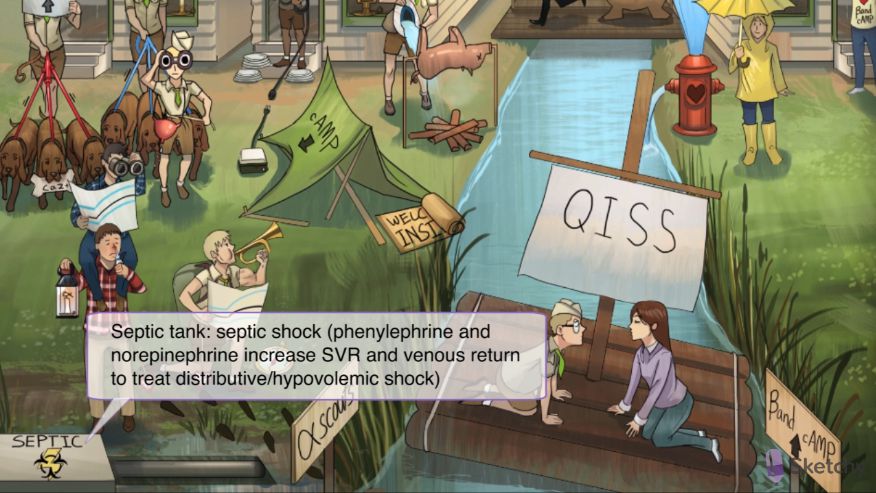 Band
cAMP
cAMP
WELC
INSI
QISS
Septic tank: septic shock (phenylephrine and
norepinephrine increase SVR and venous return
to treat distributive/hypovolemic shock)
α scouts
Band
cAMP
SEPTIC
Sketchy